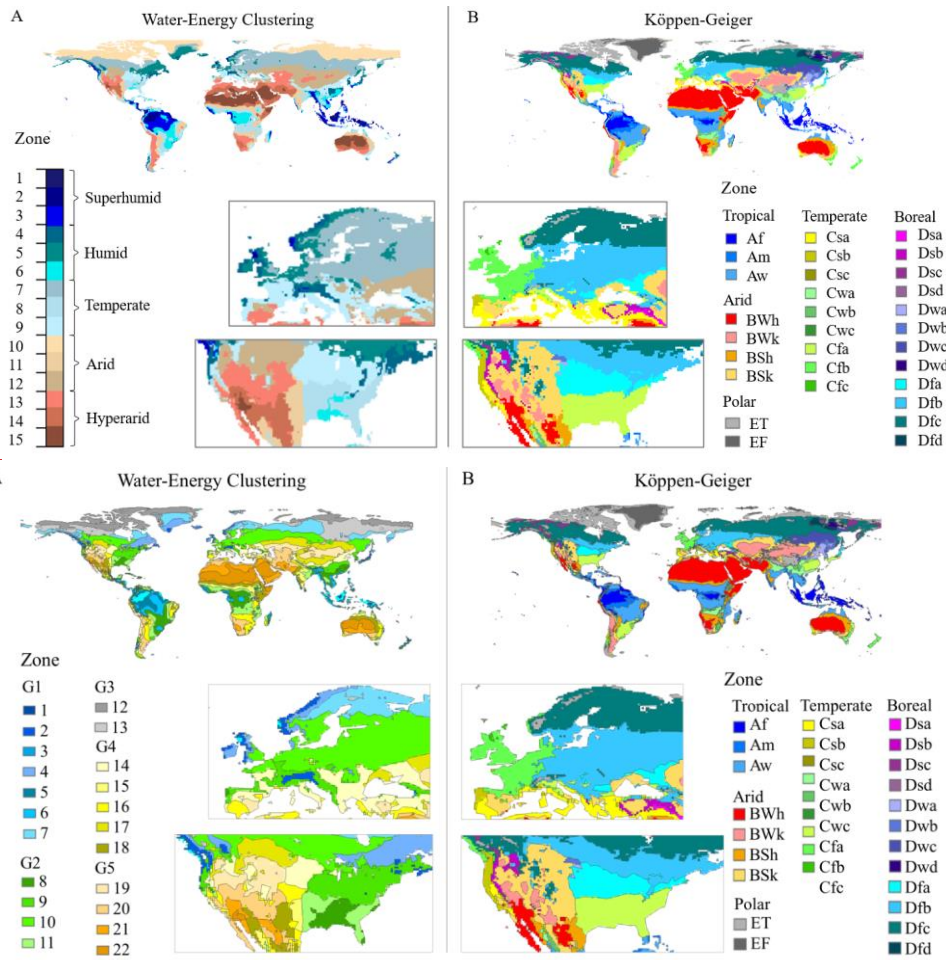 A
Water-Energy Clustering
Zone
1
2
3
4
5
6
7
8
9
10
11
12
13
14
15
Superhumid
Humid
Temperate
Arid
Hyperarid
B
Köppen-Geiger
Zone
Tropical
Af
Am
Aw
Arid
BWh
BWk
BSh
BSk
Polar
ET
EF
Temperate
Csa
Csb
Csc
Cwa
Cwb
Cwc
Cfa
Cfb
Cfc
Boreal
Dsa
Dsb
Dsc
Dsd
Dwa
Dwb
Dwc
Dwd
Dfa
Dfb
Dfc
Dfd
Water-Energy Clustering
Zone
G1
1
2
3
4
5
6
7
G2
8
9
10
11
G3
12
13
G4
14
15
16
17
18
G5
19
20
21
22
B
Köppen-Geiger
Zone
Tropical
Af
Am
Aw
Arid
BWh
BWk
BSh
BSk
Polar
ET
EF
Temperate
Csa
Csb
Csc
Cwa
Cwb
Cwc
Cfa
Cfb
Cfc
Boreal
Dsa
Dsb
Dsc
Dsd
Dwa
Dwb
Dwc
Dwd
Dfa
Dfb
Dfc
Dfd